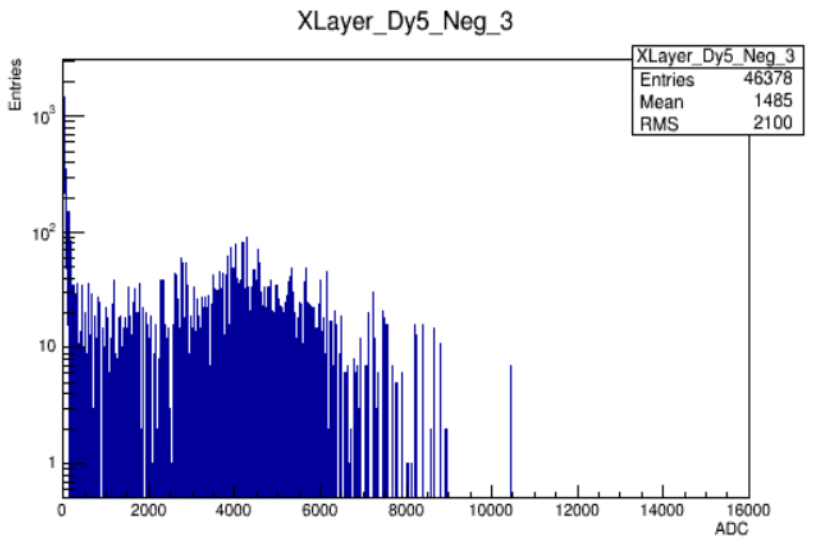 XLayer_Dy5_Neg_3
XLayer_Dy5_Neg_3
Entries 46378
Mean 1485
RMS 2100
Entries
10³
10²
10
1
0 2000 4000 6000 8000 10000 12000 14000 16000
ADC